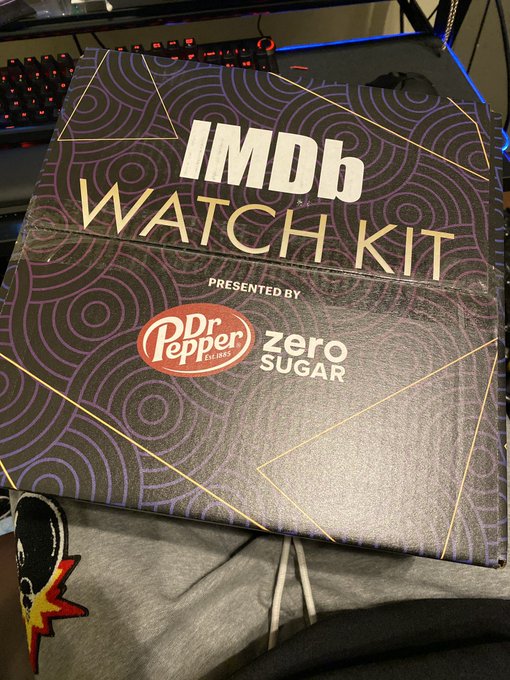 IMDb
WATCH KIT
PRESENTED BY
Dr
Pepper
EST. 1885
zero
SUGAR